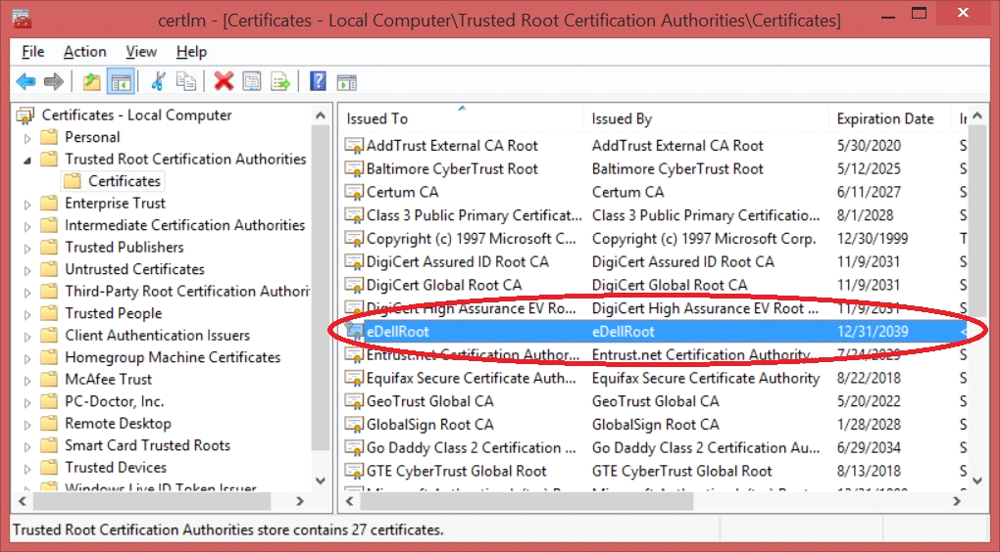 certlm - [Certificates - Local Computer\Trusted Root Certification Authorities\Certificates]
File Action View Help
Certificates - Local Computer
Personal
Trusted Root Certification Authorities
Certificates
Enterprise Trust
Intermediate Certification Authorities
Trusted Publishers
Untrusted Certificates
Third-Party Root Certification Authori
Trusted People
Client Authentication Issuers
Homegroup Machine Certificates
McAfee Trust
PC-Doctor, Inc.
Remote Desktop
Smart Card Trusted Roots
Trusted Devices
Windows Live ID Token Issuer
Issued To Issued By Expiration Date
AddTrust External CA Root AddTrust External CA Root 5/30/2020 S
Baltimore CyberTrust Root Baltimore CyberTrust Root 5/12/2025 S
Certum CA Certum CA 6/11/2027 S
Class 3 Public Primary Certificat... Class 3 Public Primary Certificatio... 8/1/2028 S
Copyright (c) 1997 Microsoft C... Copyright (c) 1997 Microsoft Corp. 12/30/1999 T
DigiCert Assured ID Root CA DigiCert Assured ID Root CA 11/9/2031 S
DigiCert Global Root CA DigiCert Global Root CA 11/9/2031 S
DigiCert High Assurance EV Ro... DigiCert High Assurance EV Root ... 11/9/2031 S
eDellRoot eDellRoot 12/31/2039 <
Entrust.net Certification Author... Entrust.net Certification Authority 7/24/2029 S
Equifax Secure Certificate Auth... Equifax Secure Certificate Authority 8/22/2018 S
GeoTrust Global CA GeoTrust Global CA 5/20/2022 S
GlobalSign Root CA GlobalSign Root CA 1/28/2028 S
Go Daddy Class 2 Certification ... Go Daddy Class 2 Certification Au... 6/29/2034 S
GTE CyberTrust Global Root GTE CyberTrust Global Root 8/13/2018 S
Trusted Root Certification Authorities store contains 27 certificates.